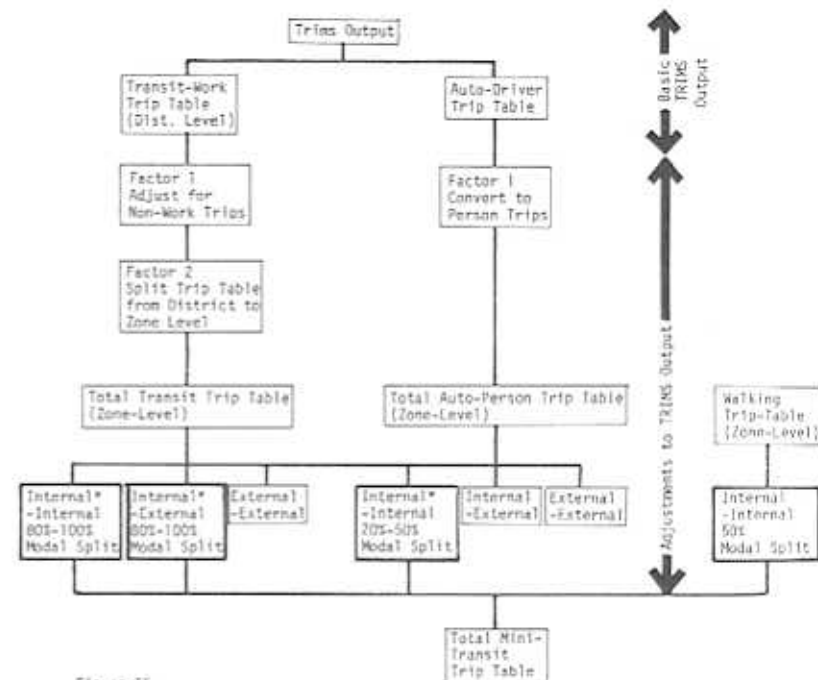 Trims Output
Transit-Work
Trip Table
(Dist. Level)
Auto-Driver
Trip Table
Basic
TRIMS
Output
Factor 1
Adjust for
Non-Work Trips
Factor 1
Convert to
Person Trips
Factor 2
Split Trip Table
from District to
Zone Level
Adjustments to TRIMS Output
Total Transit Trip Table
(Zone-Level)
Total Auto-Person Trip Table
(Zone-Level)
Walking
Trip-Table
(Zone-Level)
Internal*
-Internal
80%-100%
Modal Split
Internal*
-External
80%-100%
Modal Split
External
-External
Internal*
-Internal
20%-50%
Modal Split
Internal
-External
External
-External
Internal
-Internal
50%
Modal Split
Total Mini-
Transit
Trip Table